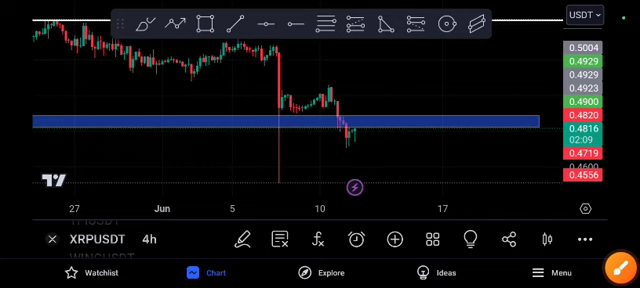 USDT
0.5004
0.4929
0.4929
0.4923
0.4900
0.4820
0.4816
02:09
0.4719
0.4600
0.4556
27 Jun 5 10 17
XRPUSDT 4h
Watchlist Chart Explore Ideas Menu